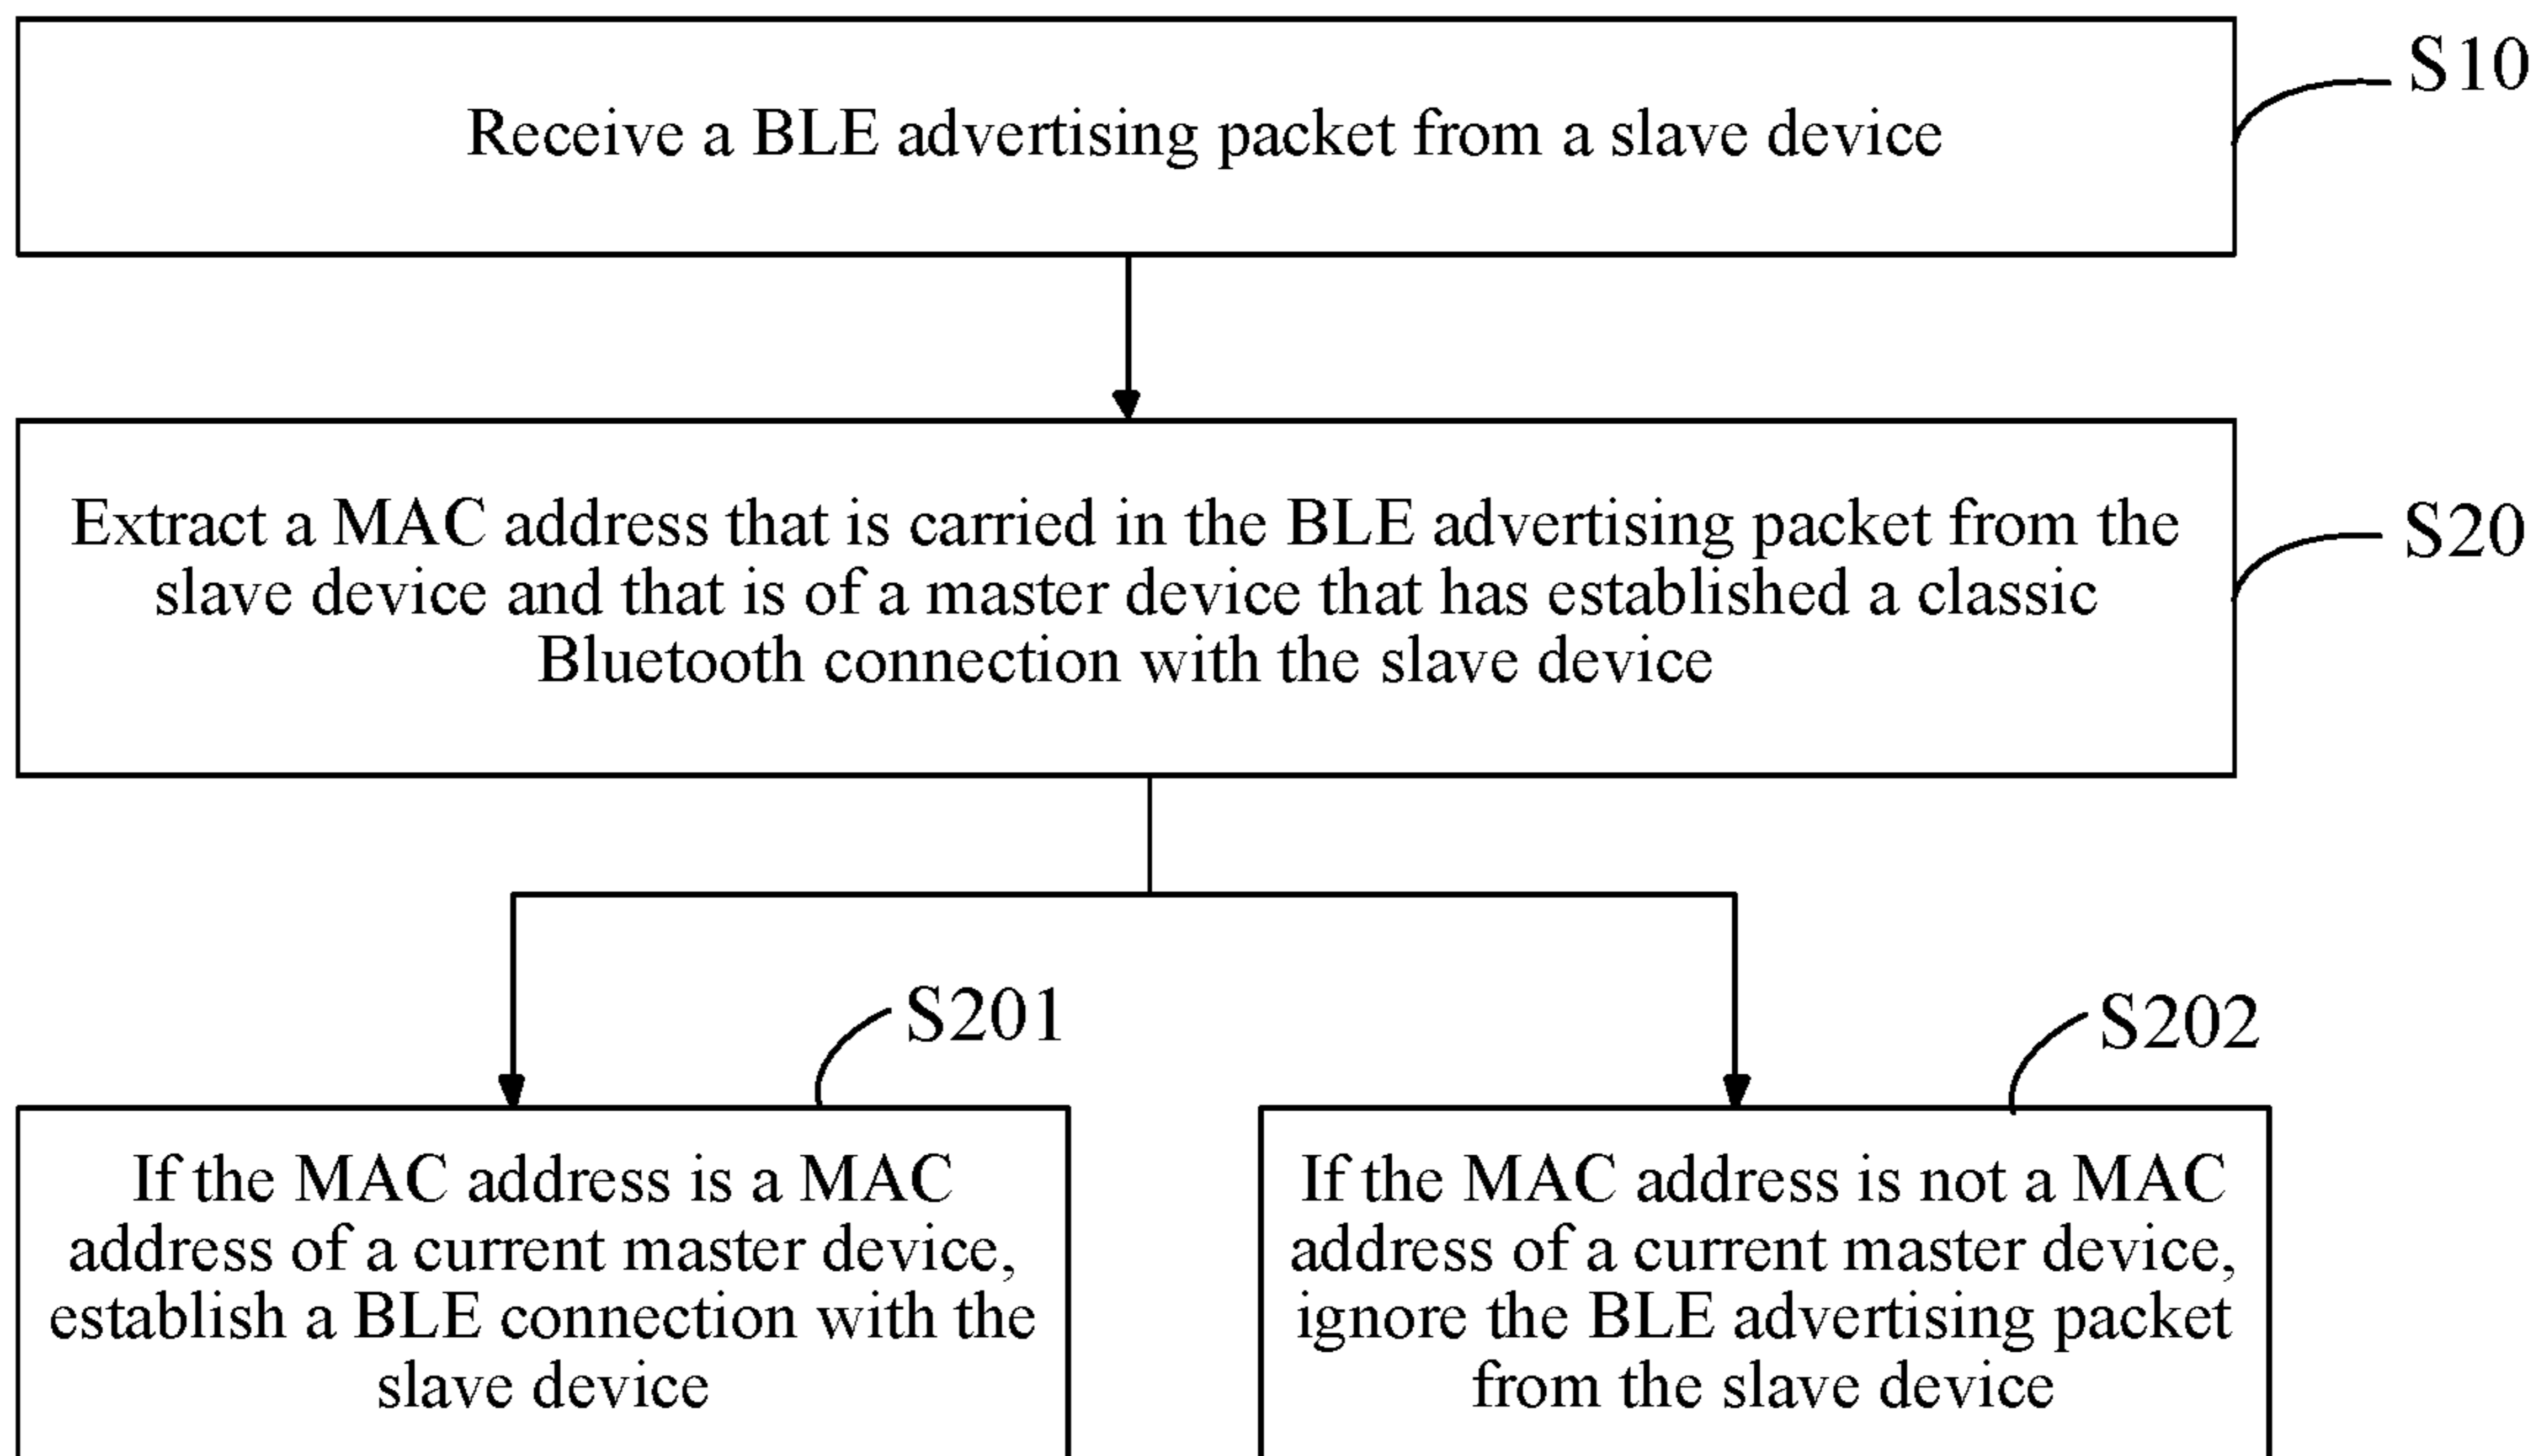 Receive a BLE advertising packet from a slave device
S10
Extract a MAC address that is carried in the BLE advertising packet from the
slave device and that is of a master device that has established a classic
Bluetooth connection with the slave device
S20
S201
If the MAC address is a MAC
address of a current master device,
establish a BLE connection with the
slave device
S202
If the MAC address is not a MAC
address of a current master device,
ignore the BLE advertising packet
from the slave device